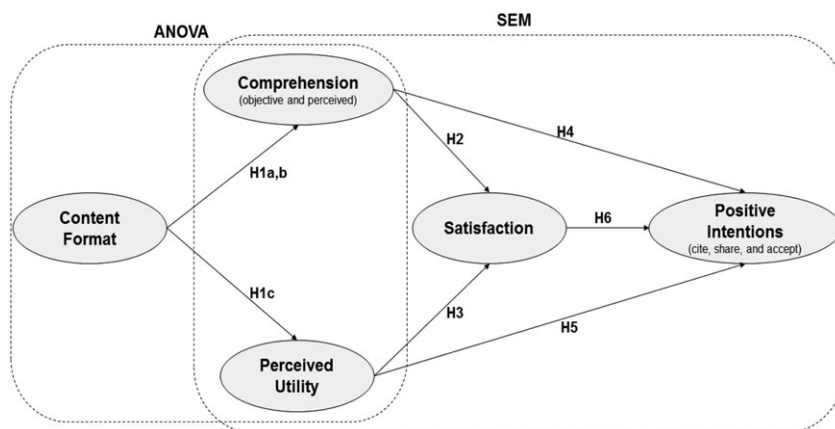 SEM
ANOVA
Comprehension
(objective and perceived)
H2
H4
H1a,b
Content
Format
Satisfaction
H6
Positive
Intentions
(cite, share, and accept)
H1c
H3
H5
Perceived
Utility